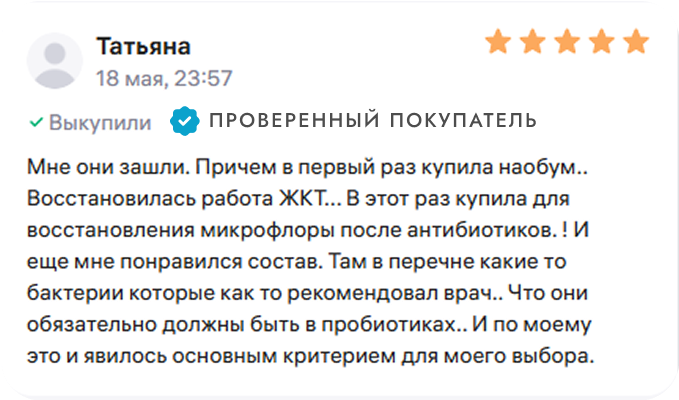 Татьяна
18 мая, 23:57
Выкупили ПРОВЕРЕННЫЙ ПОКУПАТЕЛЬ
Мне они зашли. Причем в первый раз купила наобум..
Восстановилась работа ЖКТ... В этот раз купила для
восстановления микрофлоры после антибиотиков. ! И
еще мне понравился состав. Там в перечне какие то
бактерии которые как то рекомендовал врач.. Что они
обязательно должны быть в пробиотиках.. И по моему
это и явилось основным критерием для моего выбора.